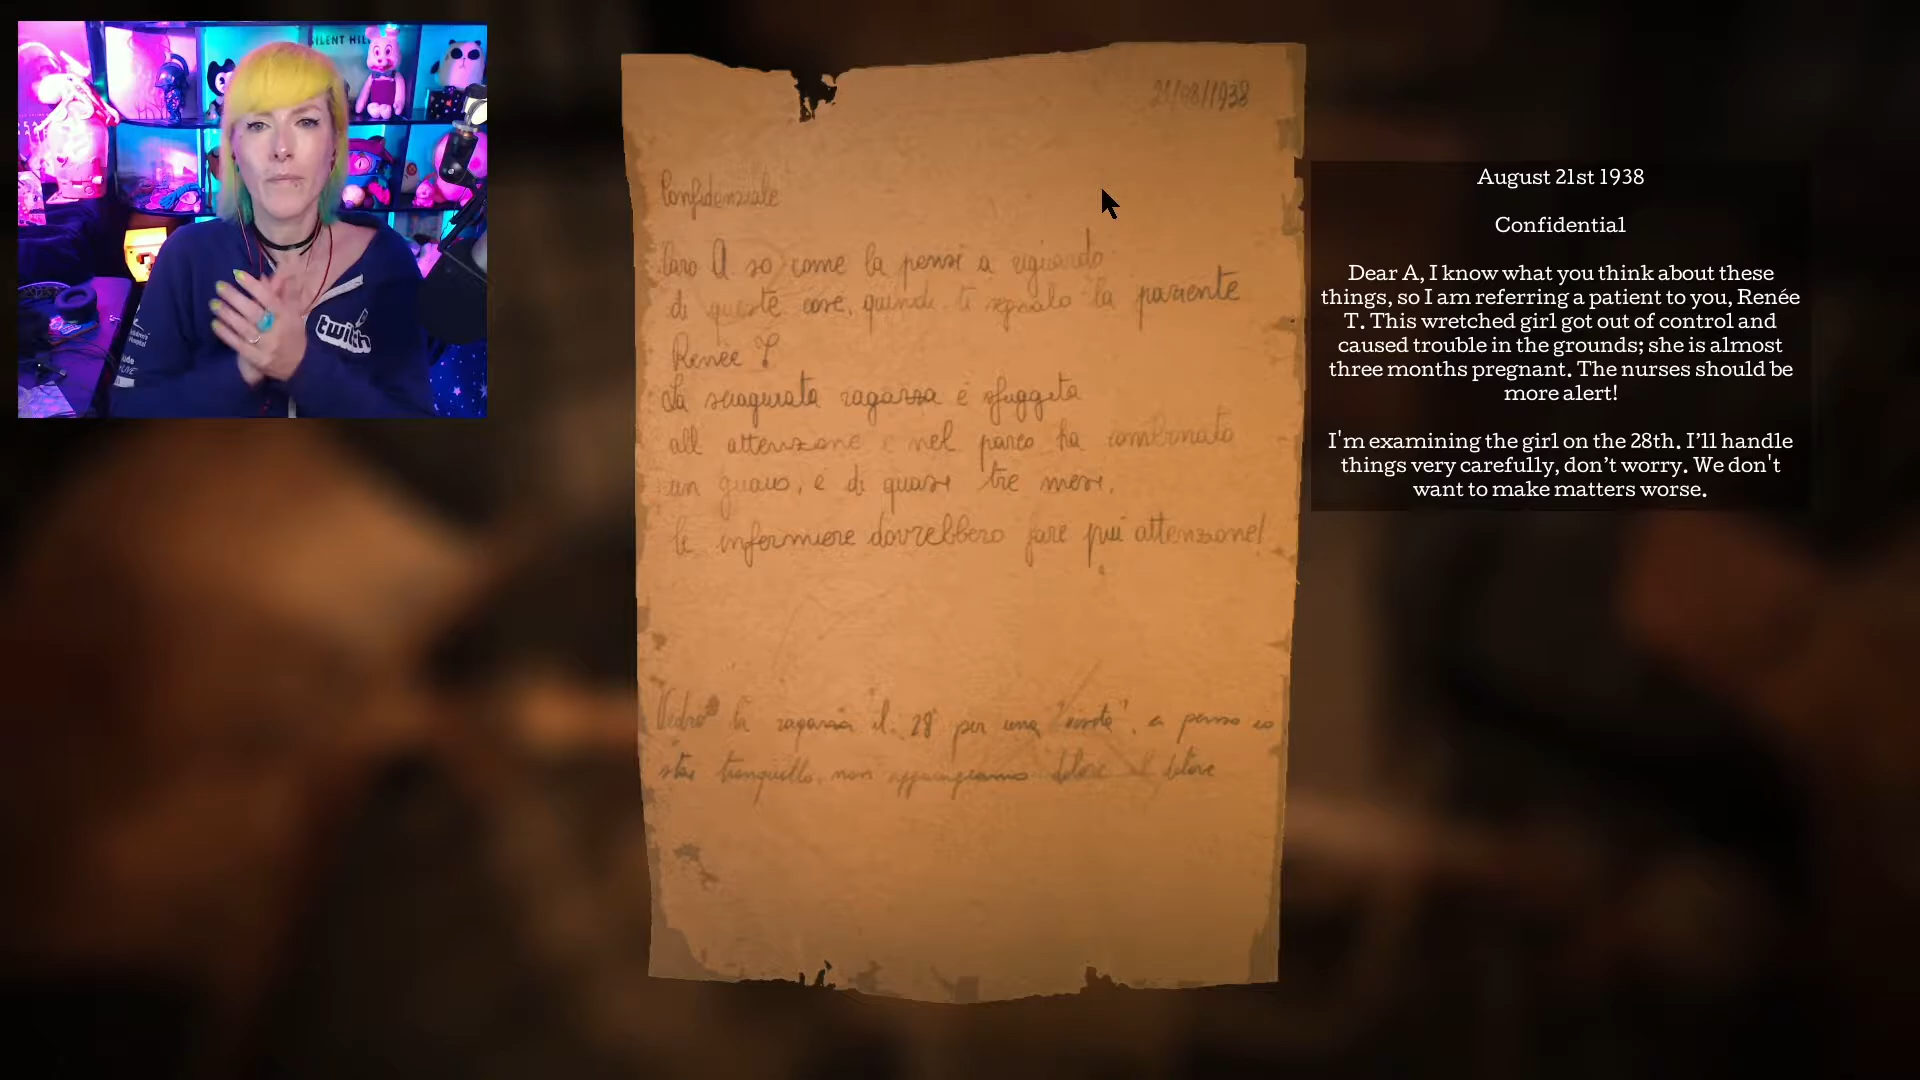 SILENT HILL
twitch
21/08/1938
Confidenziale
Caro A so come la pensi a riguardo
di queste cose, quindi ti segnalo la paziente
Renèe T
La sciagurata ragazza è sfuggita
all attenzione e nel parco ha combinato
un guaio, è di quasi tre mesi.
le infermiere dovrebbero fare più attenzione!
Vedrò la ragazza il 28 per una "visita", a penso io
stai tranquillo, non aggiungiamo dolore al dolore
August 21st 1938
Confidential
Dear A, I know what you think about these
things, so I am referring a patient to you, Renée
T. This wretched girl got out of control and
caused trouble in the grounds; she is almost
three months pregnant. The nurses should be
more alert!
I'm examining the girl on the 28th. I’ll handle
things very carefully, don’t worry. We don't
want to make matters worse.